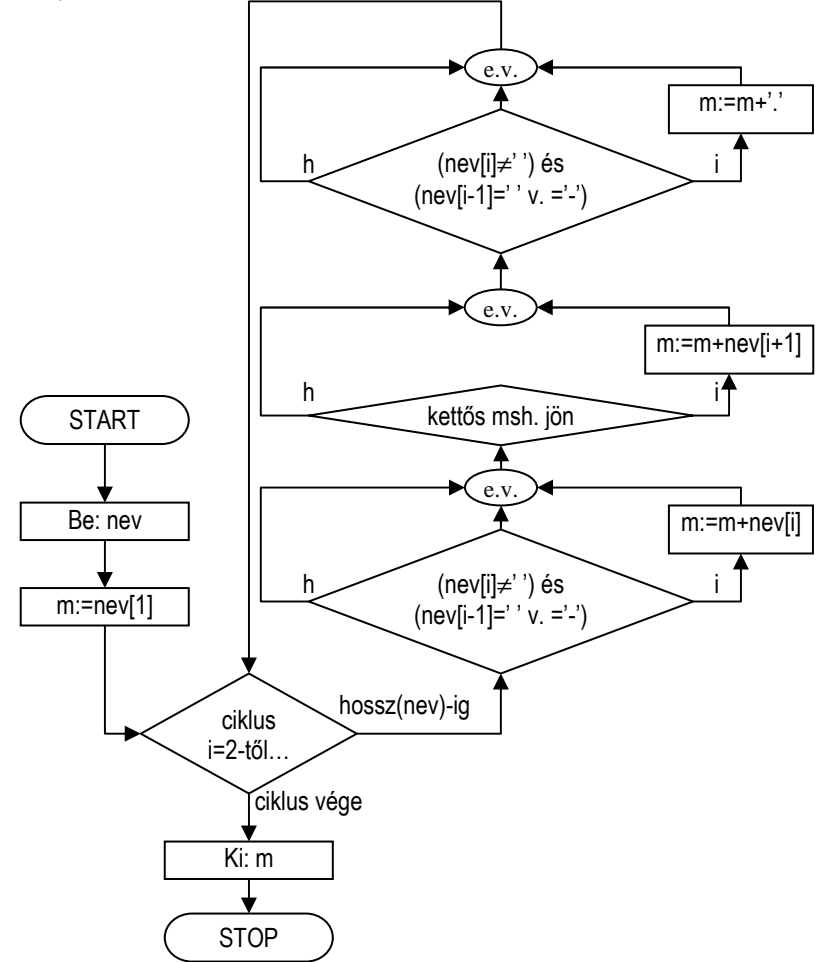 e.v.
m:=m+'.'
h
(nev[i]≠' ') és
(nev[i-1]=' ' v. ='-')
i
e.v.
m:=m+nev[i+1]
h
kettős msh. jön
i
START
e.v.
Be: nev
m:=m+nev[i]
h
(nev[i]≠' ') és
(nev[i-1]=' ' v. ='-')
i
m:=nev[1]
hossz(nev)-ig
ciklus
i=2-től…
ciklus vége
Ki: m
STOP